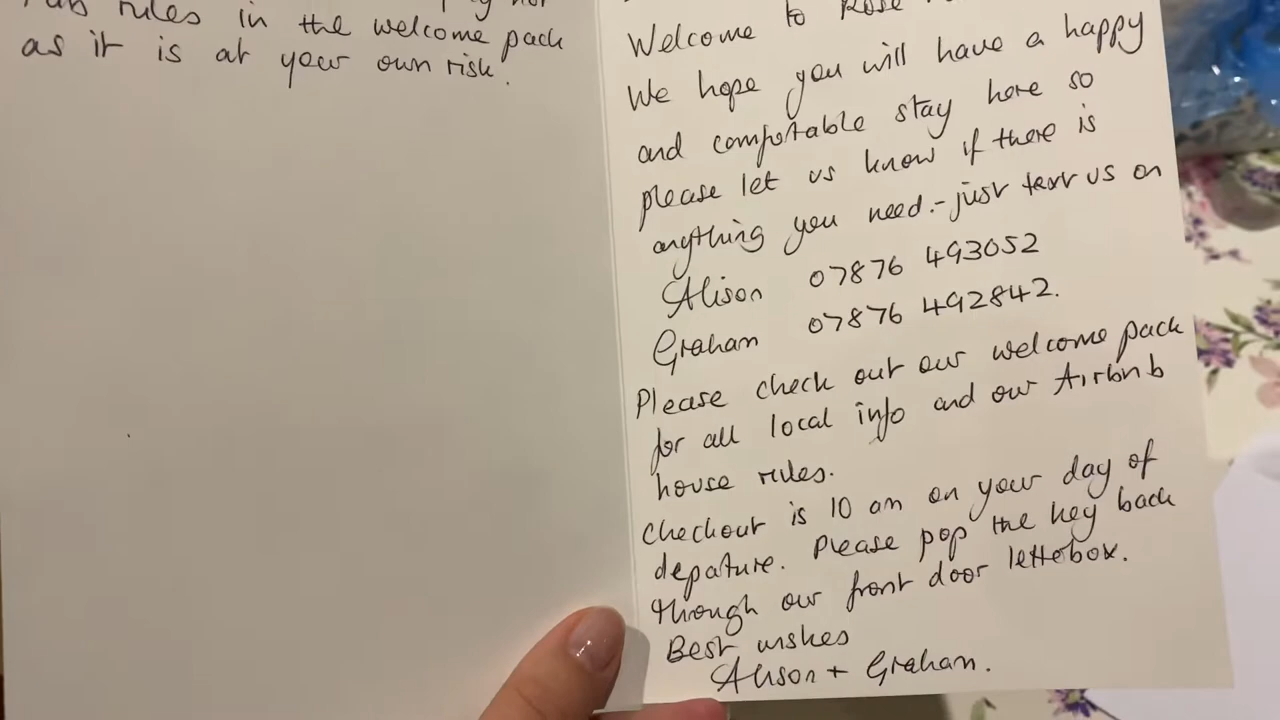 rules in the welcome pack
as it is at your own risk.
Welcome to Rose
We hope you will have a happy
and comfortable stay here so
please let us know if there is
anything you need. - just text us on
Alison 07876 493052
Graham 07876 492842.
Please check out our welcome pack
for all local info and our Airbnb
house rules.
Checkout is 10 am on your day of
depature. Please pop the key back
through our front door lettebox.
Best wishes
Alison + Graham.